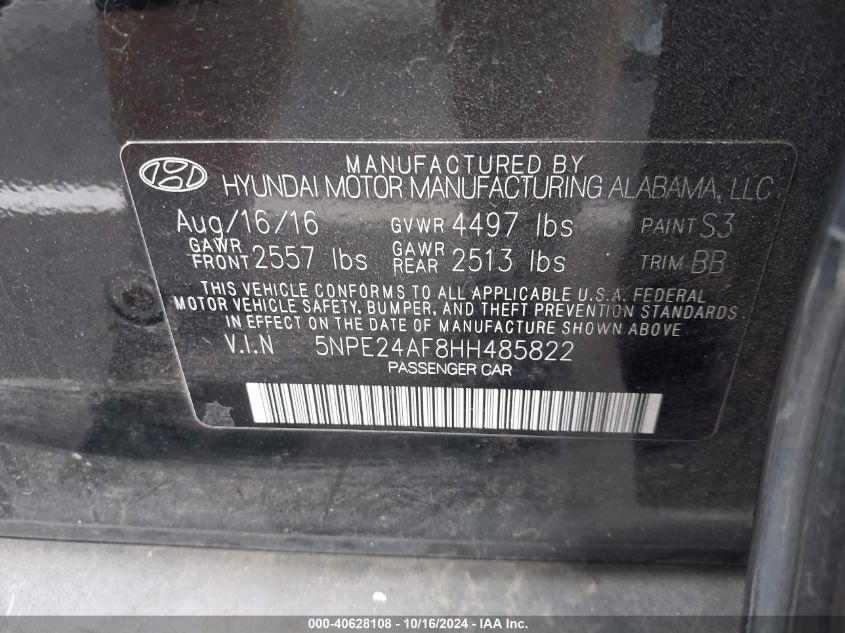 MANUFACTURED BY
HYUNDAI MOTOR MANUFACTURING ALABAMA, LLC
Aug/16/16 GVWR 4497 lbs PAINT S3
GAWR FRONT 2557 lbs GAWR REAR 2513 lbs TRIM BB
THIS VEHICLE CONFORMS TO ALL APPLICABLE U.S.A. FEDERAL
MOTOR VEHICLE SAFETY, BUMPER, AND THEFT PREVENTION STANDARDS
IN EFFECT ON THE DATE OF MANUFACTURE SHOWN ABOVE.
V.I.N 5NPE24AF8HH485822
PASSENGER CAR
000-40628108 - 10/16/2024 - IAA Inc.